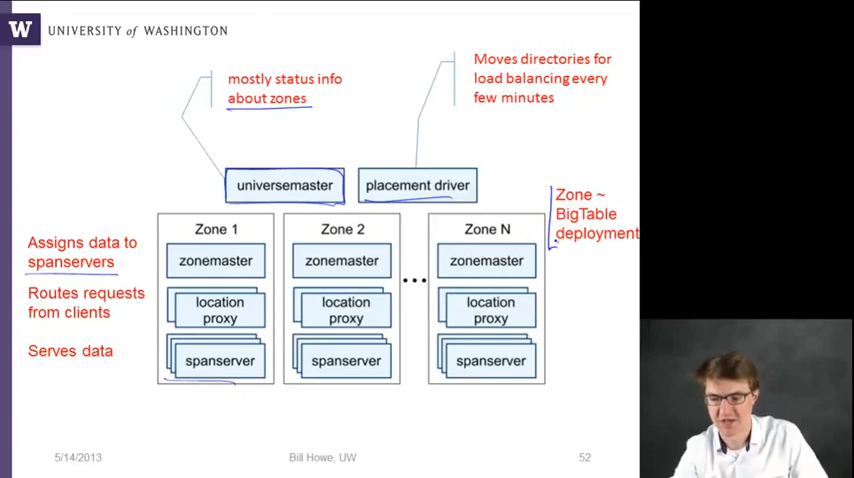 W
UNIVERSITY of WASHINGTON
mostly status info
about zones
Moves directories for
load balancing every
few minutes
universemaster
placement driver
Zone ~
BigTable
deployment
Assigns data to
spanservers
Routes requests
from clients
Serves data
Zone 1
zonemaster
location
proxy
spanserver
Zone 2
zonemaster
location
proxy
spanserver
...
Zone N
zonemaster
location
proxy
spanserver
5/14/2013
Bill Howe, UW
52